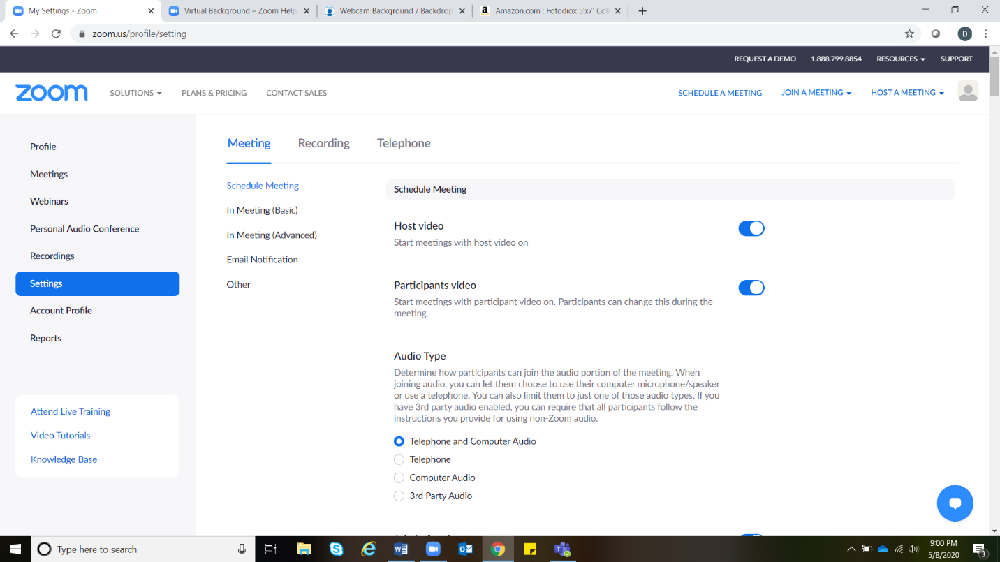 My Settings - Zoom
Virtual Background – Zoom Help
Webcam Background / Backdrop
a Amazon.com : Fotodiox 5'x7' Coll
zoom.us/profile/setting
D
REQUEST A DEMO 1.888.799.8854 RESOURCES SUPPORT
zoom SOLUTIONS PLANS & PRICING CONTACT SALES SCHEDULE A MEETING JOIN A MEETING HOST A MEETING
Profile
Meetings
Webinars
Personal Audio Conference
Recordings
Settings
Account Profile
Reports
Attend Live Training
Video Tutorials
Knowledge Base
Meeting Recording Telephone
Schedule Meeting
In Meeting (Basic)
In Meeting (Advanced)
Email Notification
Other
Schedule Meeting
Host video
Start meetings with host video on
Participants video
Start meetings with participant video on. Participants can change this during the
meeting.
Audio Type
Determine how participants can join the audio portion of the meeting. When
joining audio, you can let them choose to use their computer microphone/speaker
or use a telephone. You can also limit them to just one of those audio types. If you
have 3rd party audio enabled, you can require that all participants follow the
instructions you provide for using non-Zoom audio.
Telephone and Computer Audio
Telephone
Computer Audio
3rd Party Audio
Type here to search
9:00 PM
5/8/2020
3